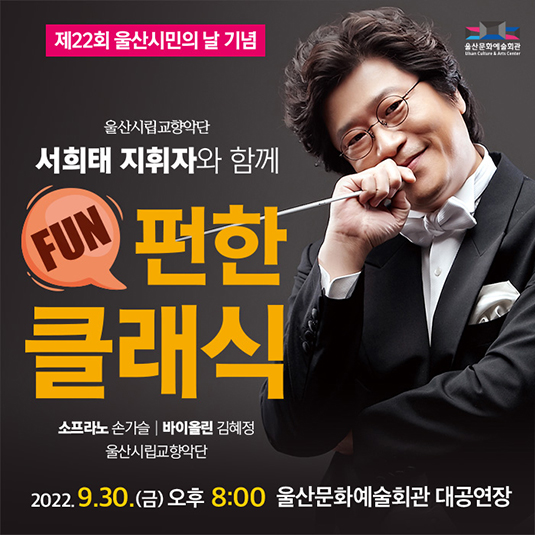 제22회 울산시민의 날 기념
울산문화예술회관
Ulsan Culture & Arts Center
울산시립교향악단
서희태 지휘자와 함께
FUN
펀한
클래식
소프라노 손가슬 | 바이올린 김혜정
울산시립교향악단
2022. 9.30.(금) 오후 8:00 울산문화예술회관 대공연장